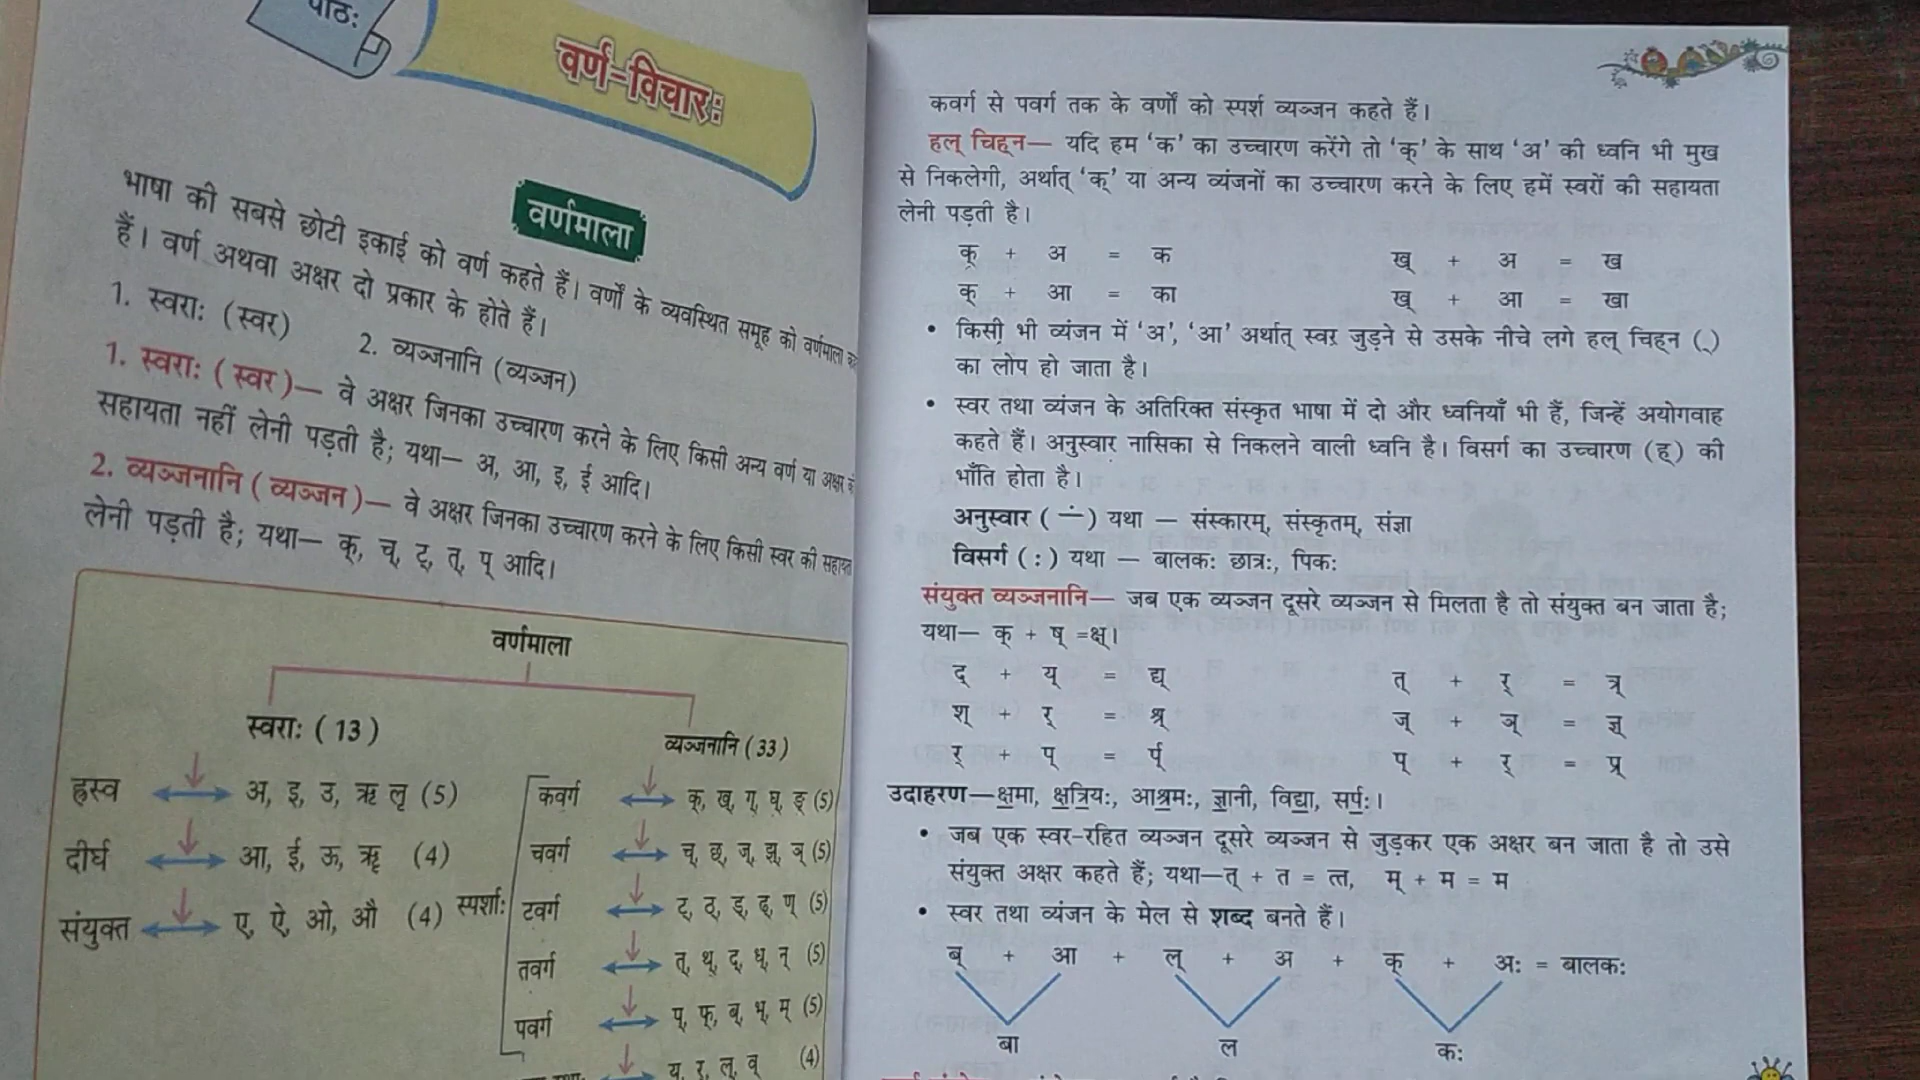 पाठः
वर्ण-विचारः
वर्णमाला
भाषा की सबसे छोटी इकाई को वर्ण कहते हैं। वर्णों के व्यवस्थित समूह को वर्णमाला
हैं। वर्ण अथवा अक्षर दो प्रकार के होते हैं।
1. स्वराः (स्वर) 2. व्यञ्जनानि (व्यञ्जन)
1. स्वराः (स्वर)— वे अक्षर जिनका उच्चारण करने के लिए किसी अन्य वर्ण या अक्षर
सहायता नहीं लेनी पड़ती है; यथा— अ, आ, इ, ई आदि।
2. व्यञ्जनानि (व्यञ्जन)— वे अक्षर जिनका उच्चारण करने के लिए किसी स्वर की
लेनी पड़ती है; यथा— क्, च्, ट्, त्, प् आदि।
वर्णमाला
स्वराः (13) व्यञ्जनानि (33)
ह्रस्व अ, इ, उ, ऋ लृ (5)
दीर्घ आ, ई, ऊ, ॠ (4)
संयुक्त ए, ऐ, ओ, औ (4)
स्पर्शाः
कवर्ग क्, ख्, ग्, घ्, ङ् (5)
चवर्ग च्, छ्, ज्, झ्, ञ् (5)
टवर्ग ट्, ठ्, ड्, ढ्, ण् (5)
तवर्ग त्, थ्, द्, ध्, न् (5)
पवर्ग प्, फ्, ब्, भ्, म् (5)
य्, र्, ल्, व् (4)
कवर्ग से पवर्ग तक के वर्णों को स्पर्श व्यञ्जन कहते हैं।
हल् चिह्न— यदि हम ‘क’ का उच्चारण करेंगे तो ‘क्’ के साथ ‘अ’ की ध्वनि भी मुख
से निकलेगी, अर्थात् ‘क्’ या अन्य व्यंजनों का उच्चारण करने के लिए हमें स्वरों की सहायता
लेनी पड़ती है।
क् + अ = क ख् + अ = ख
क् + आ = का ख् + आ = खा
• किसी भी व्यंजन में ‘अ’, ‘आ’ अर्थात् स्वर जुड़ने से उसके नीचे लगे हल् चिह्न (्)
का लोप हो जाता है।
• स्वर तथा व्यंजन के अतिरिक्त संस्कृत भाषा में दो और ध्वनियाँ भी हैं, जिन्हें अयोगवाह
कहते हैं। अनुस्वार नासिका से निकलने वाली ध्वनि है। विसर्ग का उच्चारण (ह्) की
भाँति होता है।
अनुस्वार (ं) यथा — संस्कारम्, संस्कृतम्, संज्ञा
विसर्ग (:) यथा — बालकः छात्रः, पिकः
संयुक्त व्यञ्जनानि— जब एक व्यञ्जन दूसरे व्यञ्जन से मिलता है तो संयुक्त बन जाता है;
यथा— क् + ष् =क्ष्।
द् + य् = द्य् त् + र् = त्र्
श् + र् = श्र् ज् + ञ् = ज्ञ्
र् + प् = र्प् प् + र् = प्र्
उदाहरण—क्षमा, क्षत्रियः, आश्रमः, ज्ञानी, विद्या, सर्पः।
• जब एक स्वर-रहित व्यञ्जन दूसरे व्यञ्जन से जुड़कर एक अक्षर बन जाता है तो उसे
संयुक्त अक्षर कहते हैं; यथा—त् + त = त्त, म् + म = म
• स्वर तथा व्यंजन के मेल से शब्द बनते हैं।
ब् + आ + ल् + अ + क् + अः = बालकः
बा ल कः